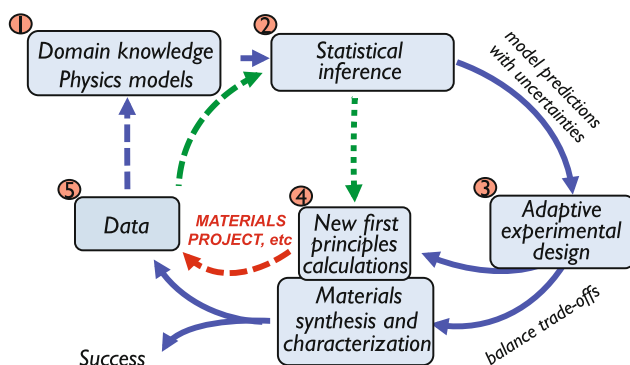 1
Domain knowledge
Physics models
2
Statistical
inference
model predictions
with uncertainties
3
Adaptive
experimental
design
5
Data
MATERIALS
PROJECT, etc
4
New first
principles
calculations
Materials
synthesis and
characterization
balance trade-offs
Success